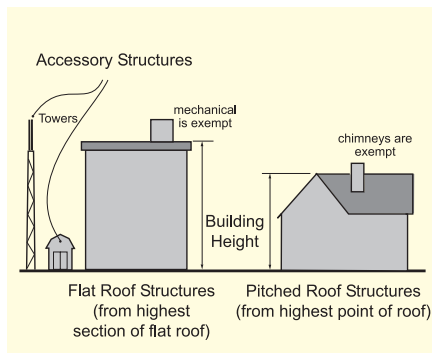 Accessory Structures
Towers
mechanical
is exempt
chimneys are
exempt
Building
Height
Flat Roof Structures
(from highest
section of flat roof)
Pitched Roof Structures
(from highest point of roof)